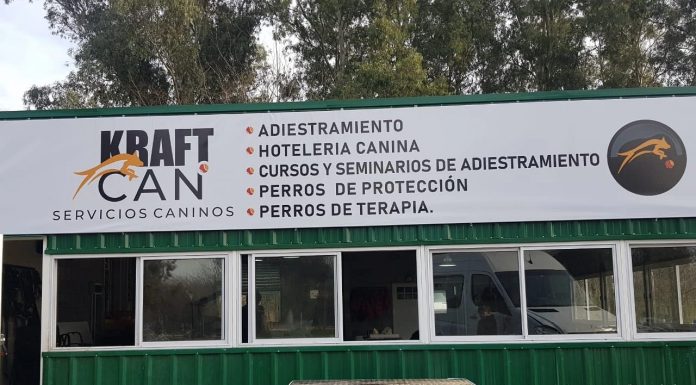 KRAFT
CAN
SERVICIOS CANINOS
• ADIESTRAMIENTO
• HOTELERIA CANINA
• CURSOS Y SEMINARIOS DE ADIESTRAMIENTO
• PERROS DE PROTECCIÓN
• PERROS DE TERAPIA.